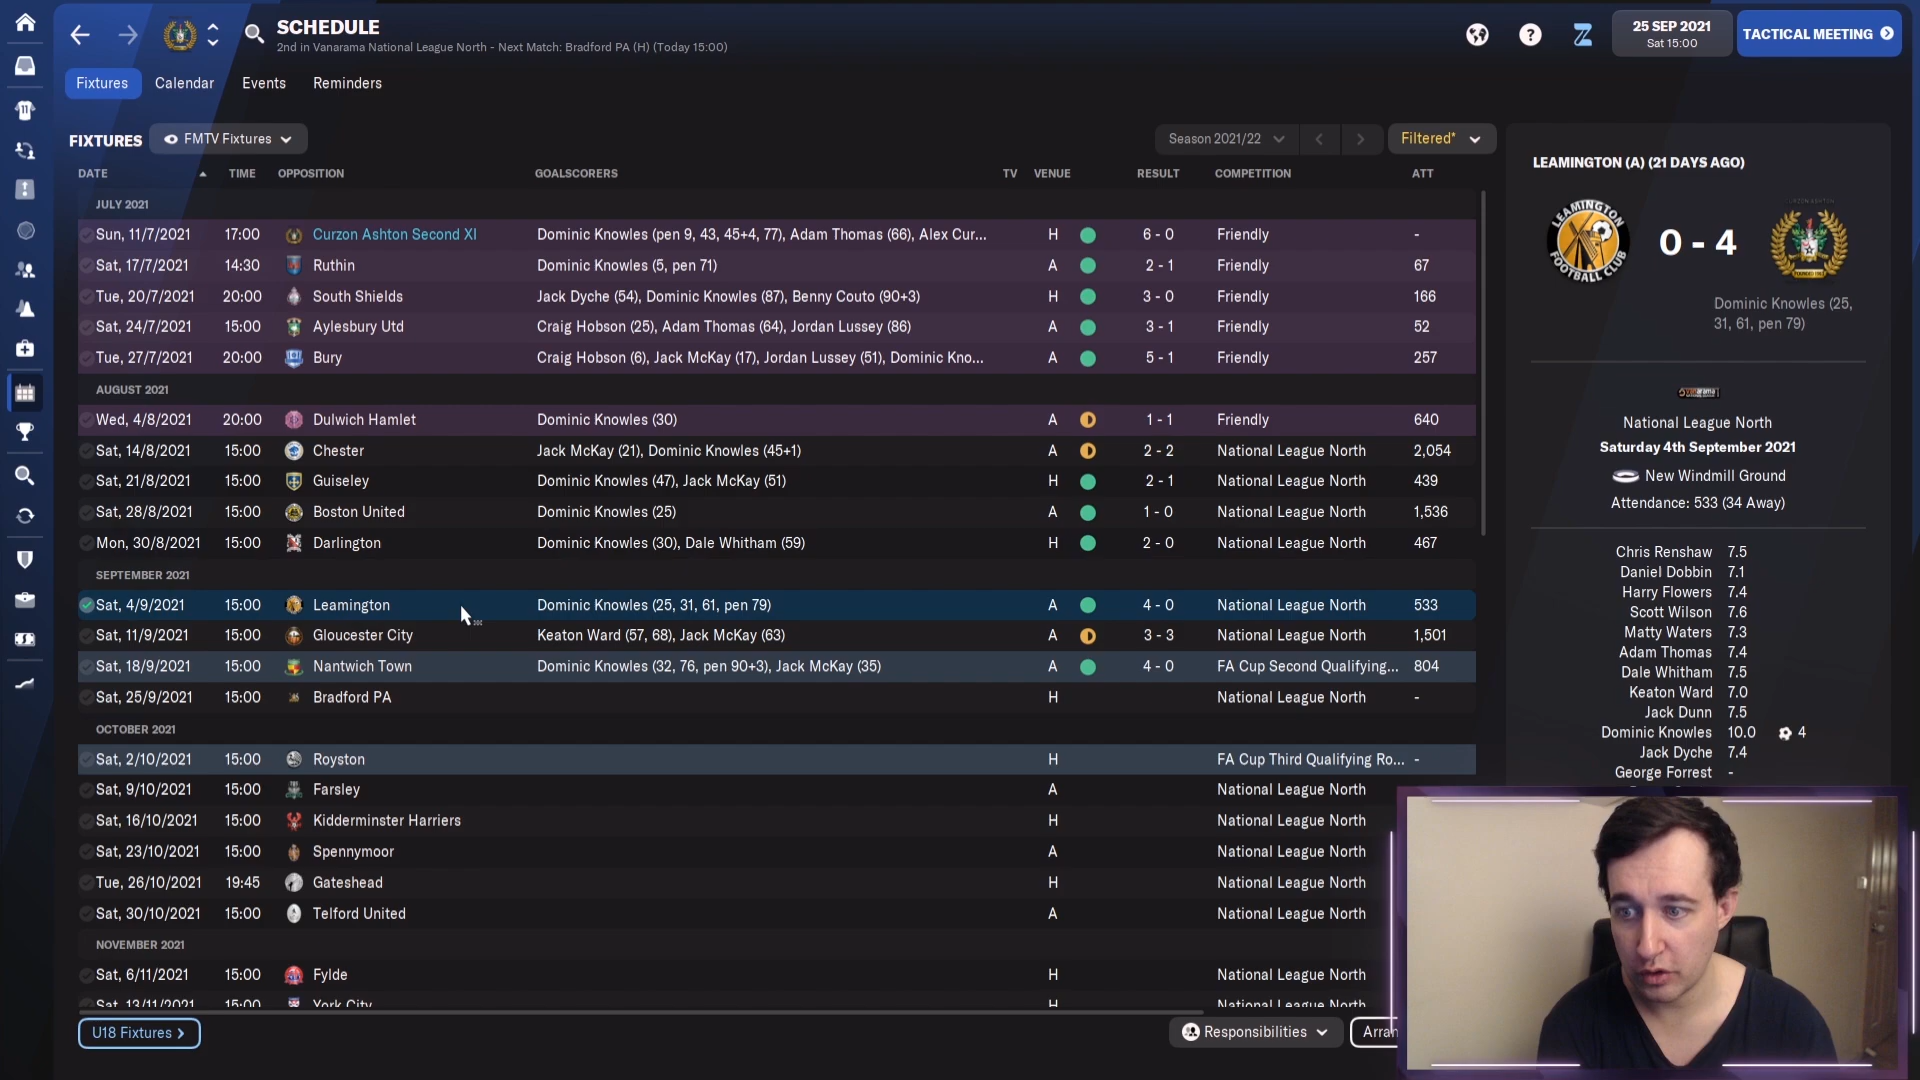 SCHEDULE
2nd in Vanarama National League North - Next Match: Bradford PA (H) (Today 15:00)
25 SEP 2021
Sat 15:00
TACTICAL MEETING
Fixtures Calendar Events Reminders
FIXTURES FMTV Fixtures Season 2021/22 Filtered*
DATE TIME OPPOSITION GOALSCORERS TV VENUE RESULT COMPETITION ATT
JULY 2021
Sun, 11/7/2021 17:00 Curzon Ashton Second XI Dominic Knowles (pen 9, 43, 45+4, 77), Adam Thomas (66), Alex Cur... H 6 - 0 Friendly -
Sat, 17/7/2021 14:30 Ruthin Dominic Knowles (5, pen 71) A 2 - 1 Friendly 67
Tue, 20/7/2021 20:00 South Shields Jack Dyche (54), Dominic Knowles (87), Benny Couto (90+3) H 3 - 0 Friendly 166
Sat, 24/7/2021 15:00 Aylesbury Utd Craig Hobson (25), Adam Thomas (64), Jordan Lussey (86) A 3 - 1 Friendly 52
Tue, 27/7/2021 20:00 Bury Craig Hobson (6), Jack McKay (17), Jordan Lussey (51), Dominic Kno... A 5 - 1 Friendly 257
AUGUST 2021
Wed, 4/8/2021 20:00 Dulwich Hamlet Dominic Knowles (30) A 1 - 1 Friendly 640
Sat, 14/8/2021 15:00 Chester Jack McKay (21), Dominic Knowles (45+1) A 2 - 2 National League North 2,054
Sat, 21/8/2021 15:00 Guiseley Dominic Knowles (47), Jack McKay (51) H 2 - 1 National League North 439
Sat, 28/8/2021 15:00 Boston United Dominic Knowles (25) A 1 - 0 National League North 1,536
Mon, 30/8/2021 15:00 Darlington Dominic Knowles (30), Dale Whitham (59) H 2 - 0 National League North 467
SEPTEMBER 2021
Sat, 4/9/2021 15:00 Leamington Dominic Knowles (25, 31, 61, pen 79) A 4 - 0 National League North 533
Sat, 11/9/2021 15:00 Gloucester City Keaton Ward (57, 68), Jack McKay (63) A 3 - 3 National League North 1,501
Sat, 18/9/2021 15:00 Nantwich Town Dominic Knowles (32, 76, pen 90+3), Jack McKay (35) A 4 - 0 FA Cup Second Qualifying... 804
Sat, 25/9/2021 15:00 Bradford PA H National League North -
OCTOBER 2021
Sat, 2/10/2021 15:00 Royston H FA Cup Third Qualifying Ro... -
Sat, 9/10/2021 15:00 Farsley A National League North
Sat, 16/10/2021 15:00 Kidderminster Harriers H National League North
Sat, 23/10/2021 15:00 Spennymoor A National League North
Tue, 26/10/2021 19:45 Gateshead H National League North
Sat, 30/10/2021 15:00 Telford United A National League North
NOVEMBER 2021
Sat, 6/11/2021 15:00 Fylde H National League North
Sat, 13/11/2021 15:00 York City H National League North
U18 Fixtures Responsibilities Arran
LEAMINGTON (A) (21 DAYS AGO)
LEAMINGTON
FOOTBALL CLUB
0 - 4
Dominic Knowles (25,
31, 61, pen 79)
National League North
Saturday 4th September 2021
New Windmill Ground
Attendance: 533 (34 Away)
Chris Renshaw 7.5
Daniel Dobbin 7.1
Harry Flowers 7.4
Scott Wilson 7.6
Matty Waters 7.3
Adam Thomas 7.4
Dale Whitham 7.5
Keaton Ward 7.0
Jack Dunn 7.5
Dominic Knowles 10.0 4
Jack Dyche 7.4
George Forrest -